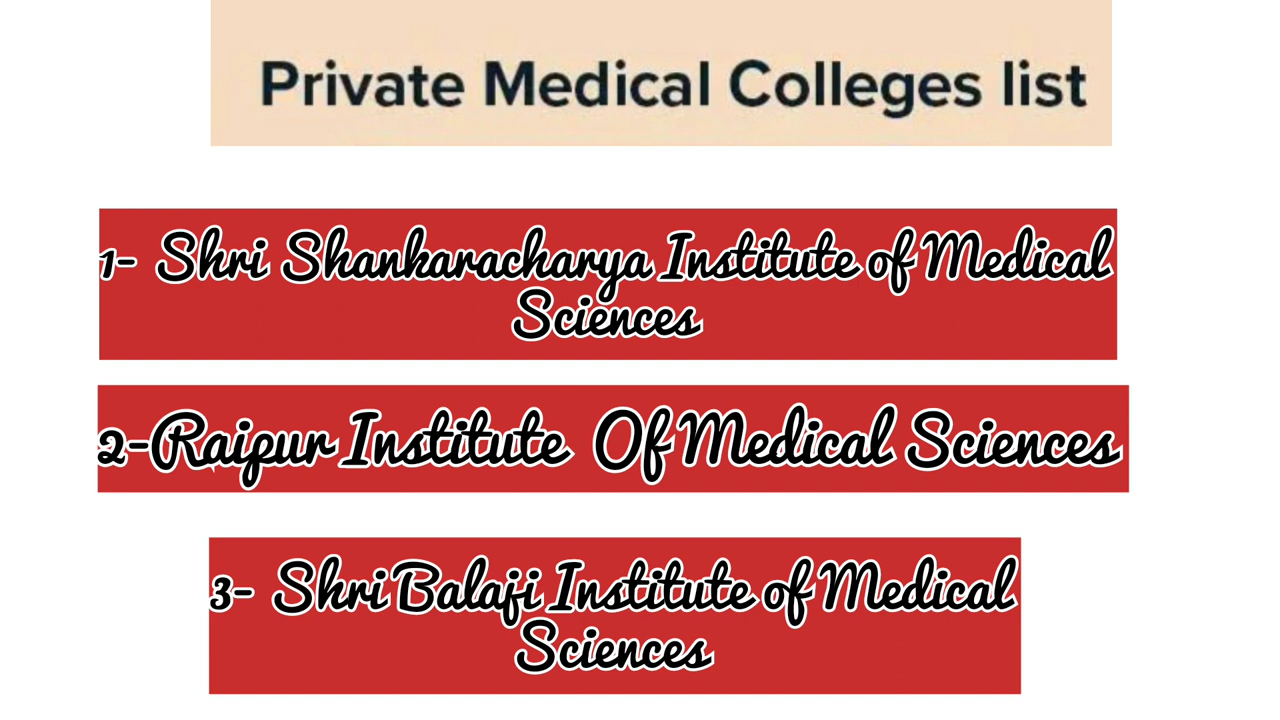 Private Medical Colleges list
1- Shri Shankaracharya Institute of Medical
Sciences
2-Raipur Institute Of Medical Sciences
3- Shri Balaji Institute of Medical
Sciences